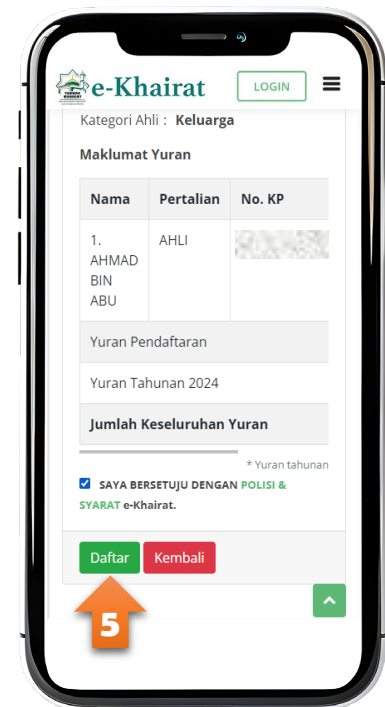 e-Khairat
LOGIN
Kategori Ahli : Keluarga
Maklumat Yuran
Nama Pertalian No. KP
1. AHLI
AHMAD
BIN
ABU
Yuran Pendaftaran
Yuran Tahunan 2024
Jumlah Keseluruhan Yuran
* Yuran tahunan
SAYA BERSETUJU DENGAN POLISI &
SYARAT e-Khairat.
Daftar Kembali
5